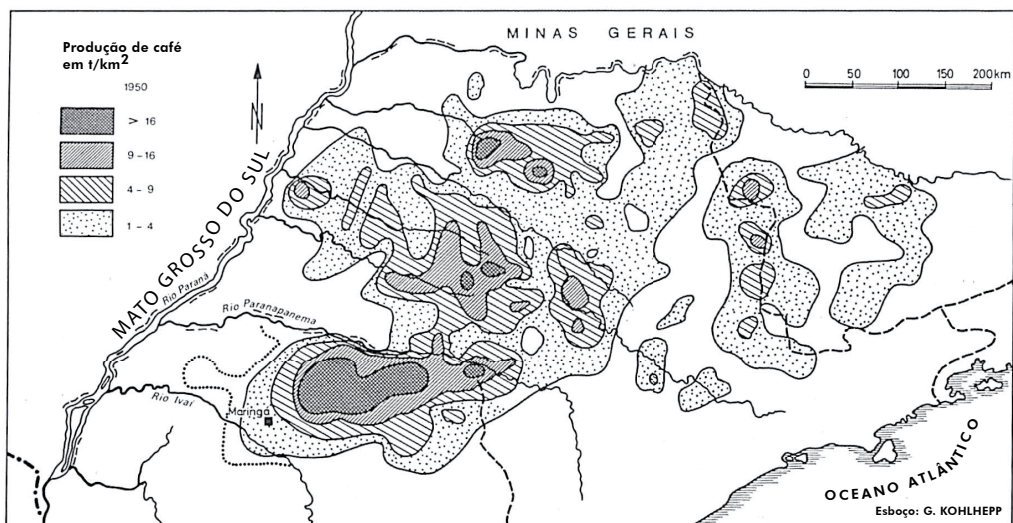 MINAS GERAIS
Produção de café
em t/km²
1950
> 16
9 – 16
4 – 9
1 – 4
N
0 50 100 150 200km
MATO GROSSO DO SUL
Rio Paraná
Rio Paranapanema
Rio Ivaí
Maringá
OCEANO ATLÂNTICO
Esboço: G. KOHLHEPP